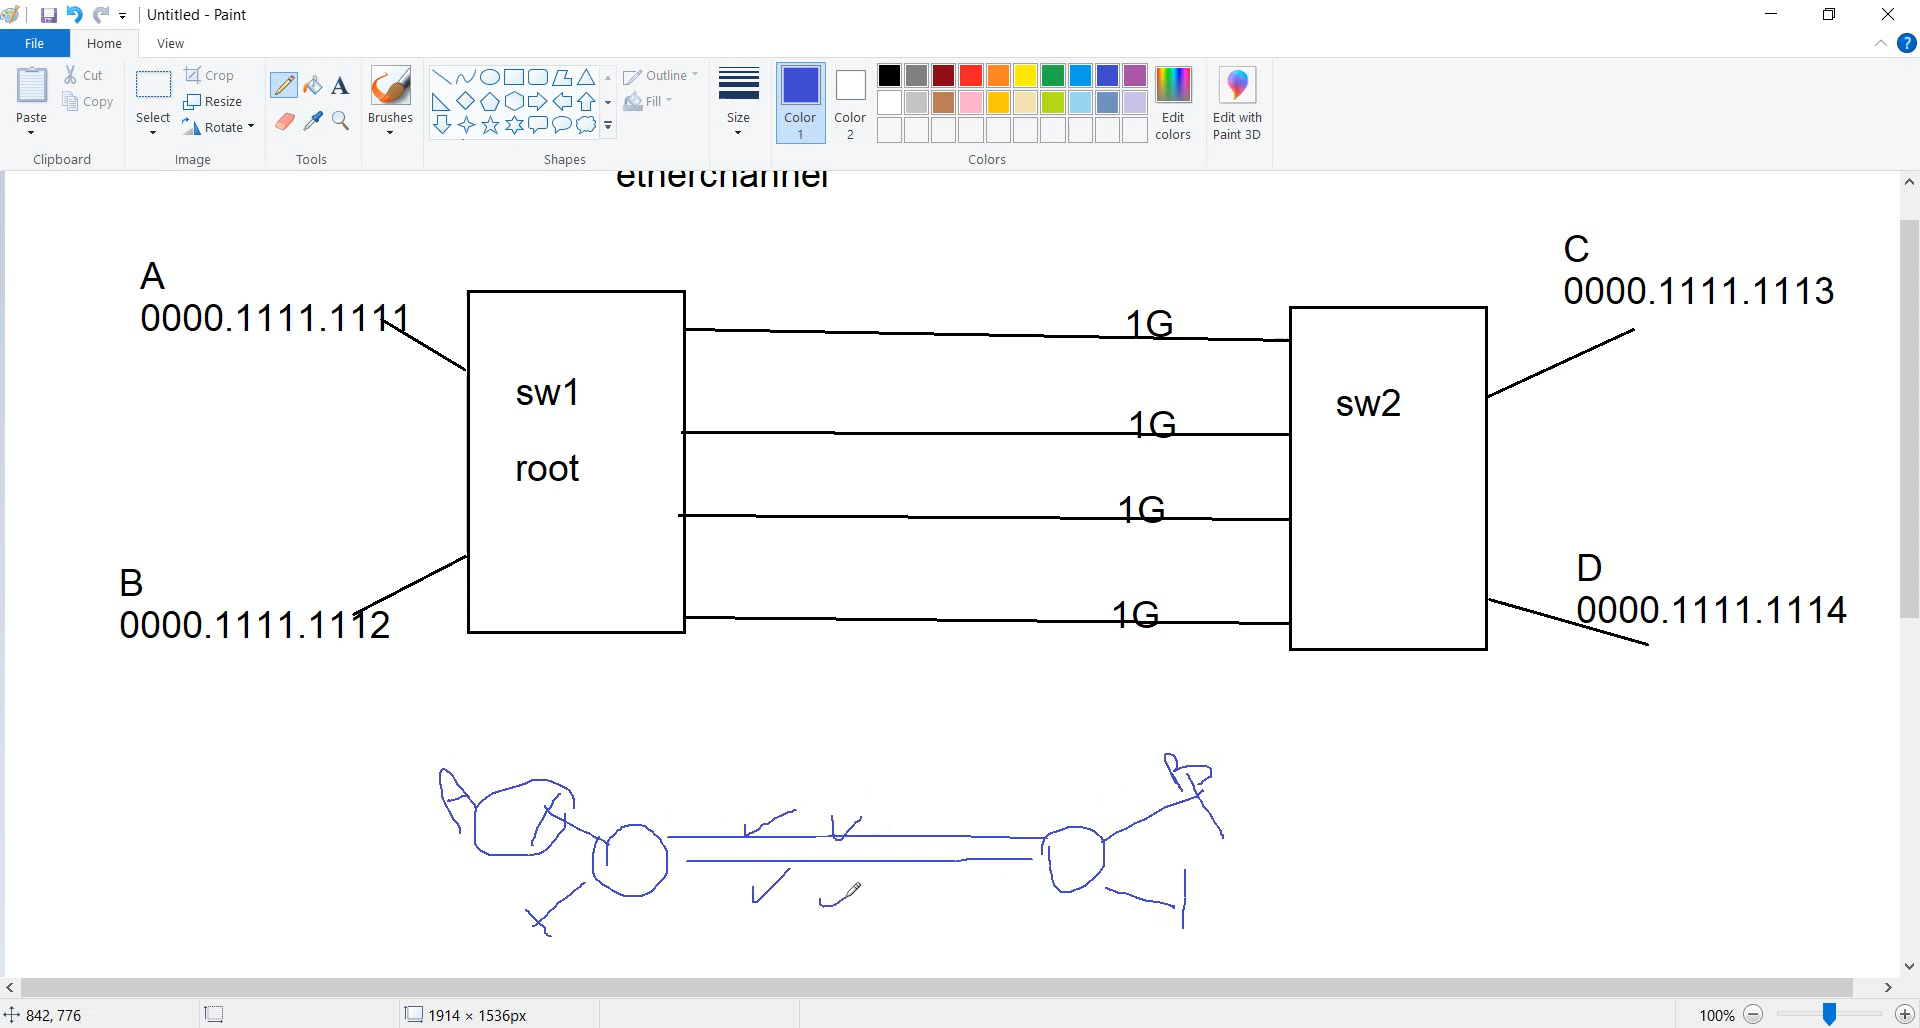 Untitled - Paint
File
Home
View
Paste
Cut
Copy
Clipboard
Select
Crop
Resize
Rotate
Image
Tools
Brushes
Shapes
Outline
Fill
Size
Color 1
Color 2
Edit colors
Colors
Edit with Paint 3D
etherchannel
A
0000.1111.1111
B
0000.1111.1112
sw1
root
1G
1G
1G
1G
sw2
C
0000.1111.1113
D
0000.1111.1114
A
B
842, 776
1914 × 1536px
100%